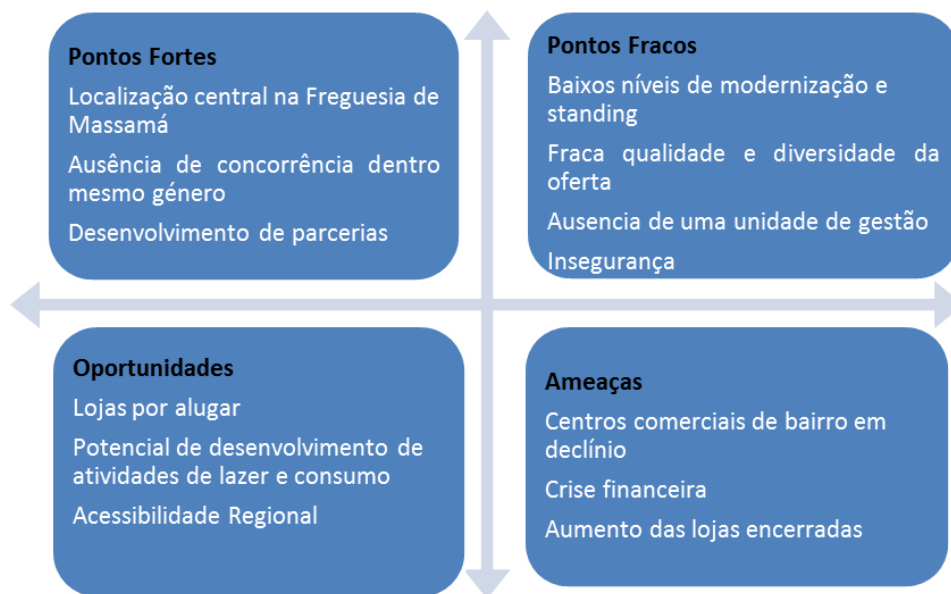 Pontos Fortes
Localização central na Freguesia de
Massamá
Ausência de concorrência dentro
mesmo género
Desenvolvimento de parcerias
Pontos Fracos
Baixos níveis de modernização e
standing
Fraca qualidade e diversidade da
oferta
Ausencia de uma unidade de gestão
Insegurança
Oportunidades
Lojas por alugar
Potencial de desenvolvimento de
atividades de lazer e consumo
Acessibilidade Regional
Ameaças
Centros comerciais de bairro em
declínio
Crise financeira
Aumento das lojas encerradas